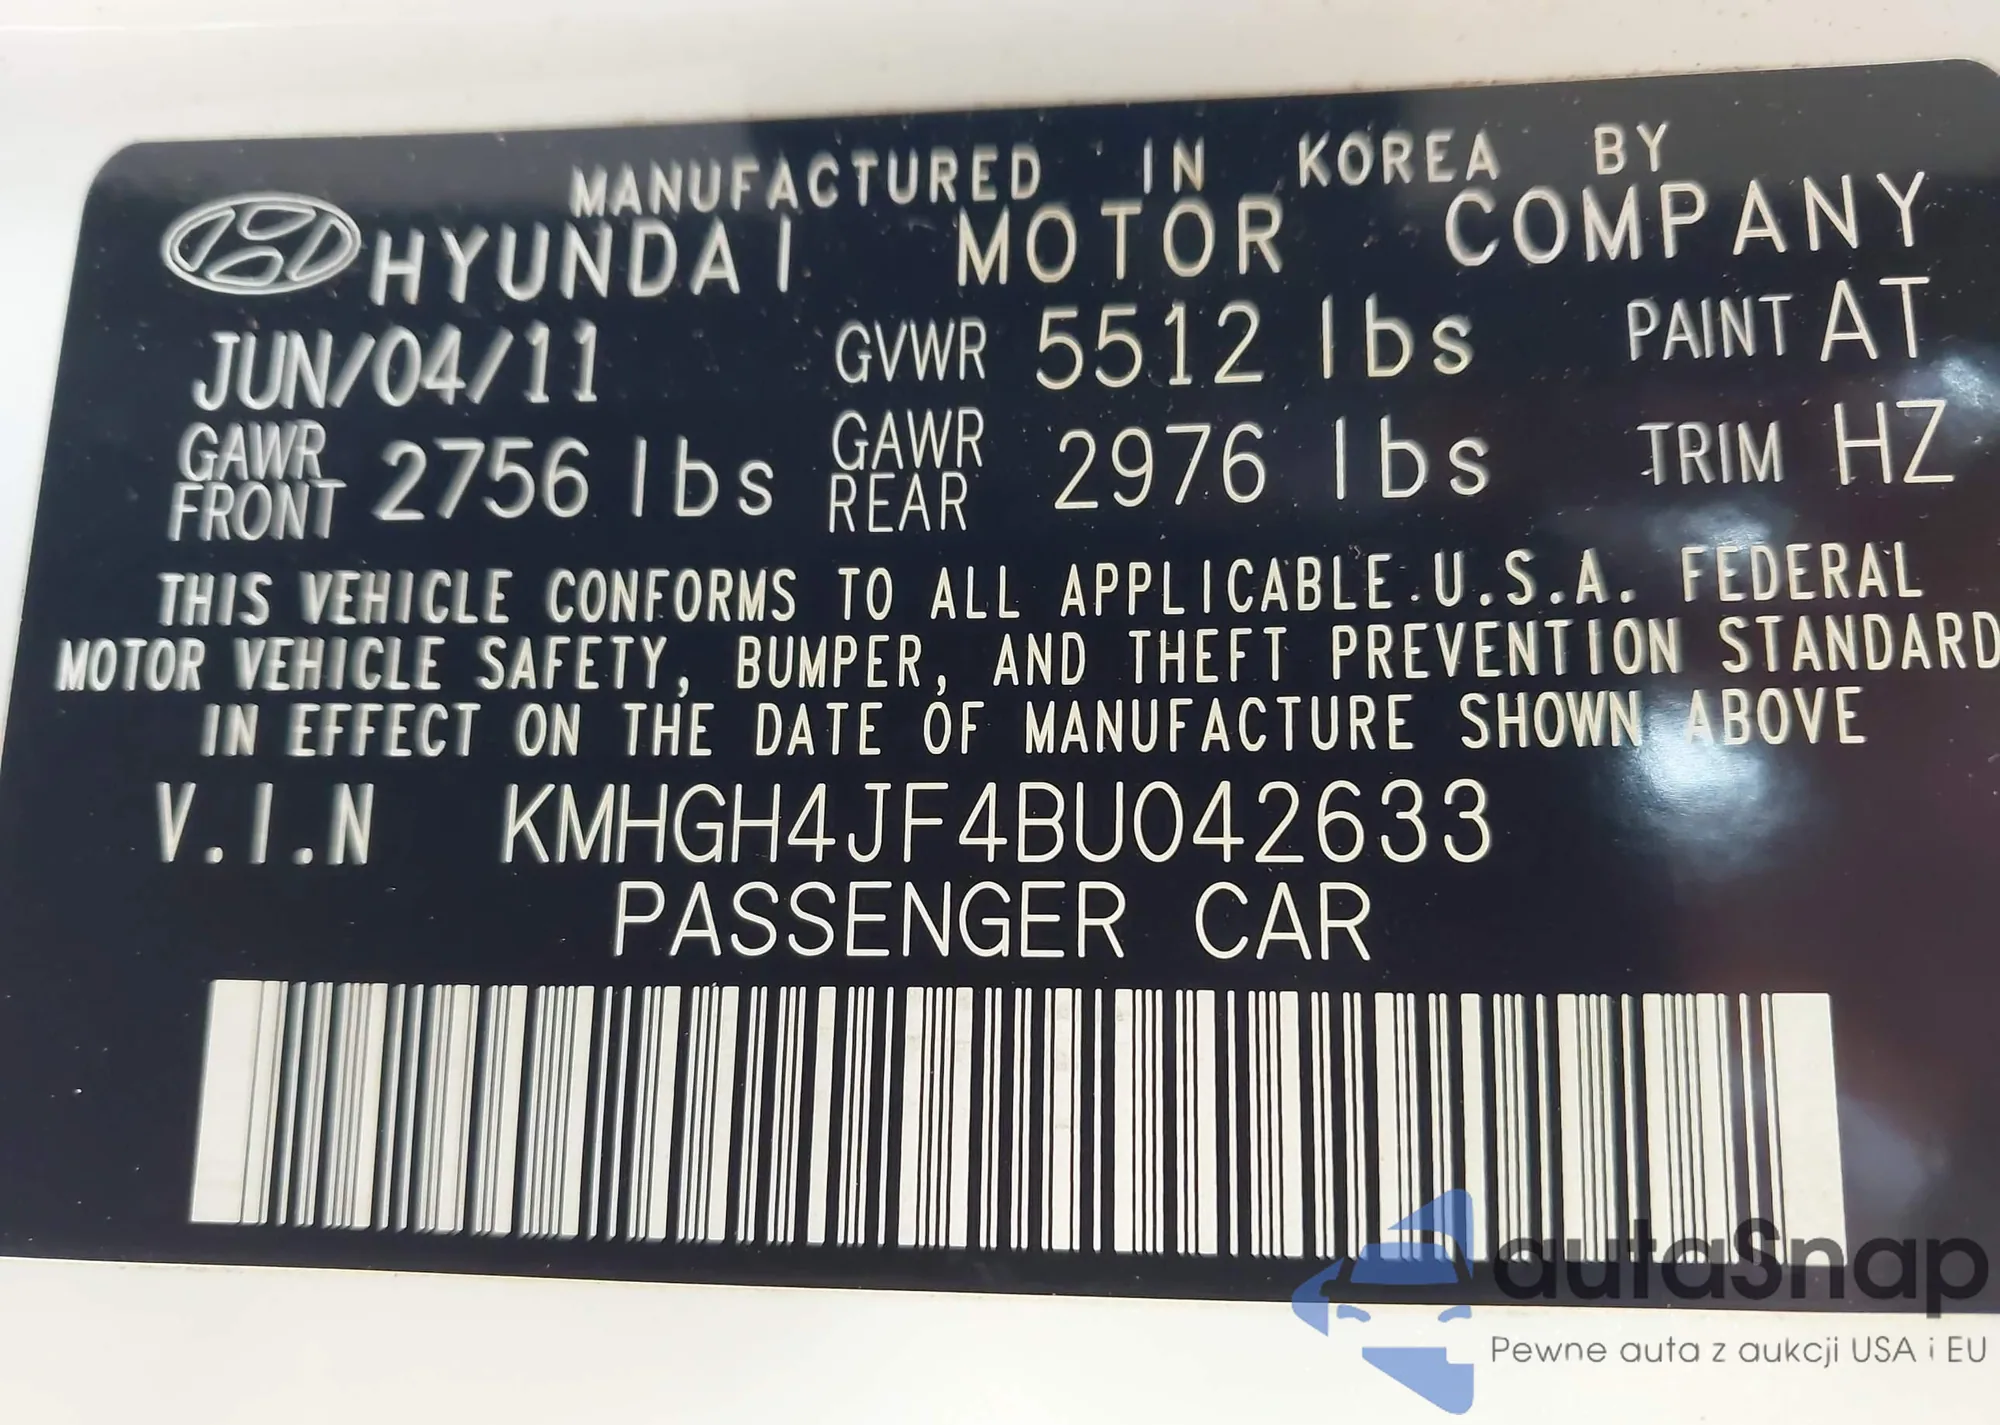 MANUFACTURED IN KOREA BY
HYUNDAI MOTOR COMPANY
JUN/04/11 GVWR 5512 lbs PAINT AT
GAWR FRONT 2756 lbs GAWR REAR 2976 lbs TRIM HZ
THIS VEHICLE CONFORMS TO ALL APPLICABLE U.S.A. FEDERAL
MOTOR VEHICLE SAFETY, BUMPER, AND THEFT PREVENTION STANDARD
IN EFFECT ON THE DATE OF MANUFACTURE SHOWN ABOVE
V.I.N KMHGH4JF4BU042633
PASSENGER CAR
autaSnap
Pewne auta z aukcji USA i EU